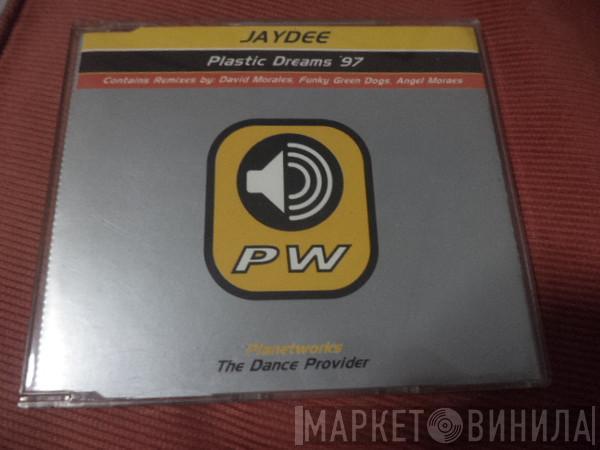 JAYDEE
Plastic Dreams '97
Contains Remixes by: David Morales, Funky Green Dogs, Angel Moraes
PW
Planetworks
The Dance Provider
МАРКЕТ ВИНИЛА